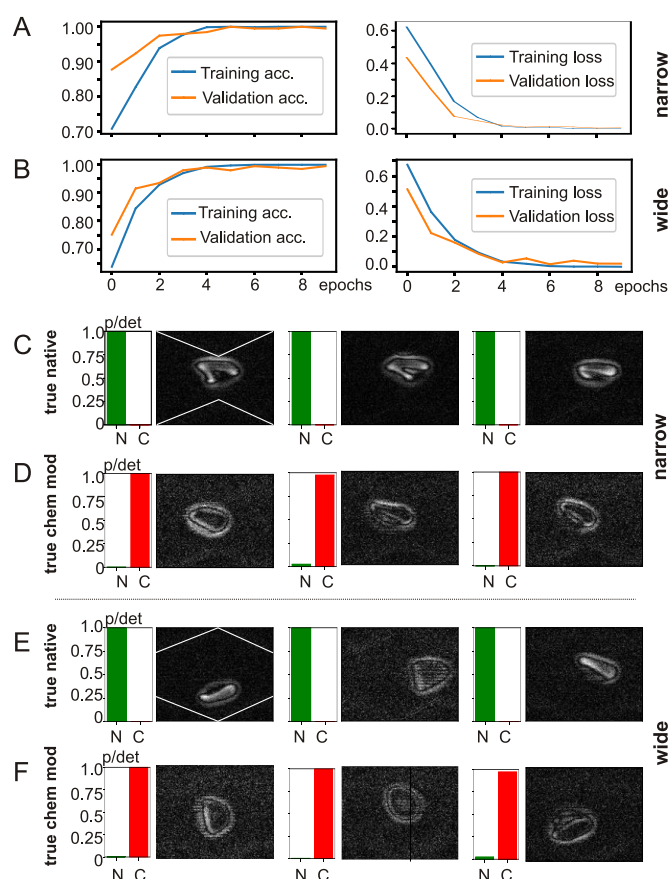 A
1.00
0.90
0.80
0.70
Training acc.
Validation acc.
0.6
0.4
0.2
0.0
Training loss
Validation loss
narrow
B
1.00
0.90
0.80
0.70
Training acc.
Validation acc.
0 2 4 6 8 epochs
0.6
0.4
0.2
0.0
Training loss
Validation loss
0 2 4 6 8 epochs
wide
C
true native
p/det
1.0
0.75
0.5
0.25
0
N C
N C
N C
narrow
D
true chem mod
p/det
1.0
0.75
0.5
0.25
0
N C
N C
N C
E
true native
p/det
1.0
0.75
0.5
0.25
0
N C
N C
N C
wide
F
true chem mod
p/det
1.0
0.75
0.5
0.25
0
N C
N C
N C